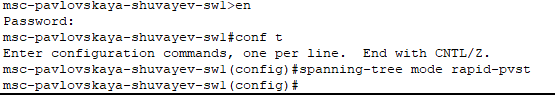 msc-pavlovskaya-shuvayev-sw1>en
Password:
msc-pavlovskaya-shuvayev-sw1#conf t
Enter configuration commands, one per line.  End with CNTL/Z.
msc-pavlovskaya-shuvayev-sw1(config)#spanning-tree mode rapid-pvst
msc-pavlovskaya-shuvayev-sw1(config)#